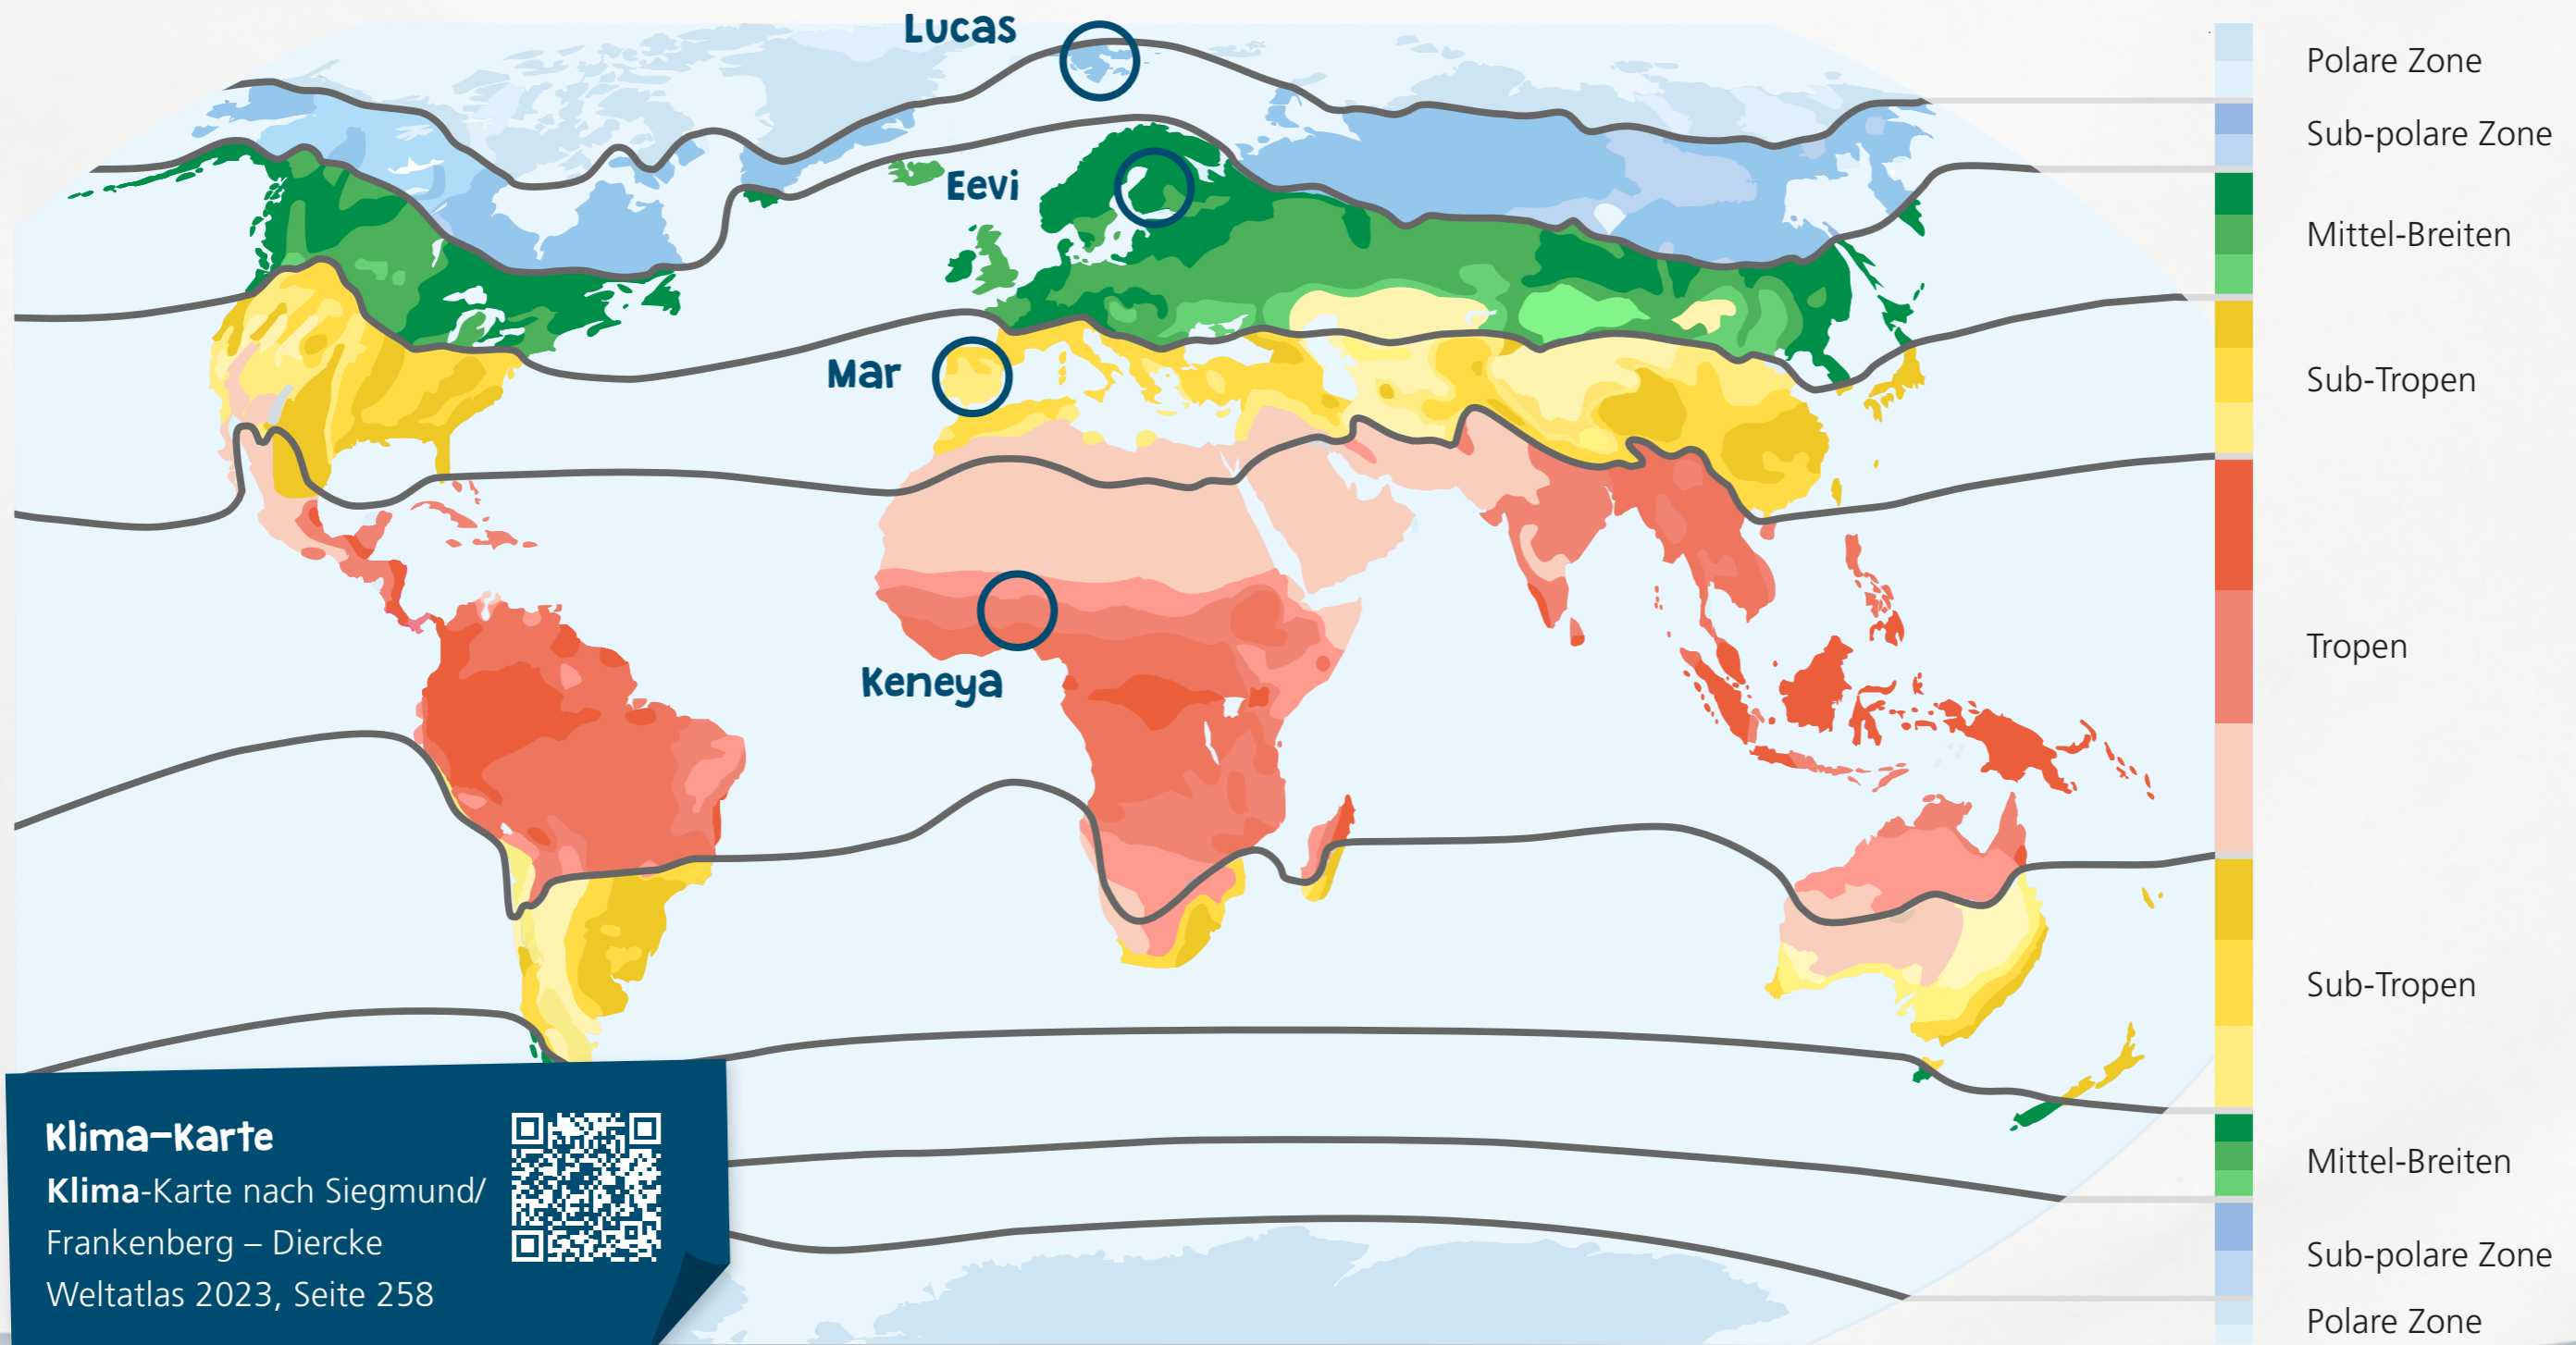 Lucas
Eevi
Mar
Keneya
Polare Zone
Sub-polare Zone
Mittel-Breiten
Sub-Tropen
Tropen
Sub-Tropen
Mittel-Breiten
Sub-polare Zone
Polare Zone
Klima-Karte
Klima-Karte nach Siegmund/
Frankenberg – Diercke
Weltatlas 2023, Seite 258